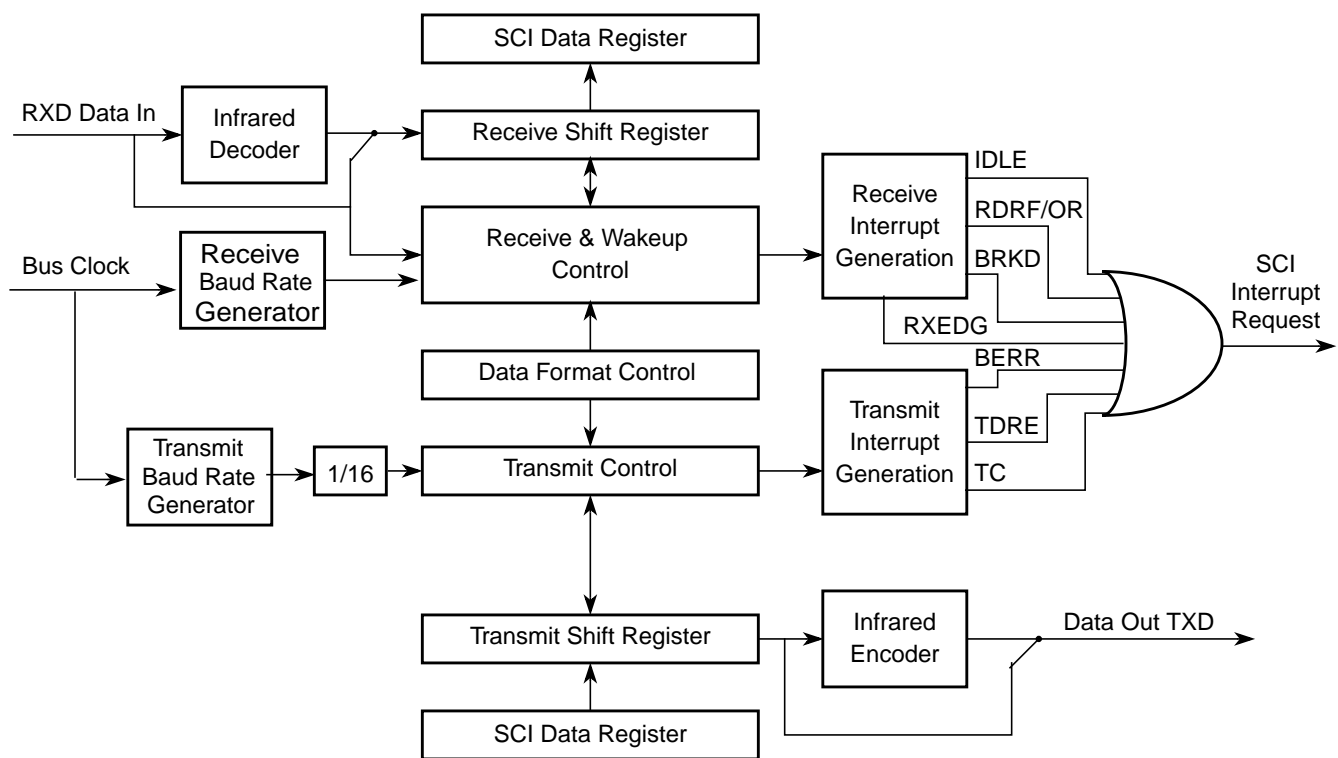 SCI Data Register
RXD Data In
Infrared
Decoder
Receive Shift Register
IDLE
Receive
Interrupt
Generation
RDRF/OR
BRKD
RXEDG
Receive & Wakeup
Control
Bus Clock
Receive
Baud Rate
Generator
SCI
Interrupt
Request
Data Format Control
BERR
Transmit
Interrupt
Generation
TDRE
TC
Transmit
Baud Rate
Generator
1/16
Transmit Control
Transmit Shift Register
Infrared
Encoder
Data Out TXD
SCI Data Register